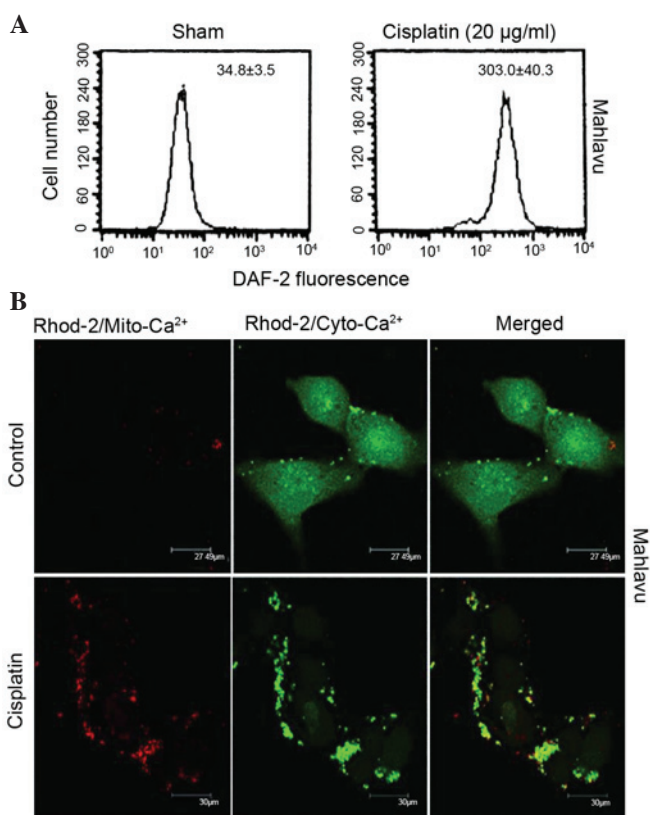 A
Sham
Cisplatin (20 µg/ml)
300
240
180
120
60
0
Cell number
34.8±3.5
10⁰ 10¹ 10² 10³ 10⁴
300
240
180
120
60
0
303.0±40.3
10⁰ 10¹ 10² 10³ 10⁴
Mahlavu
DAF-2 fluorescence
B
Rhod-2/Mito-Ca²⁺ Rhod-2/Cyto-Ca²⁺ Merged
Control
27 49µm 27 49µm 27 49µm
Mahlavu
Cisplatin
30µm 30µm 30µm